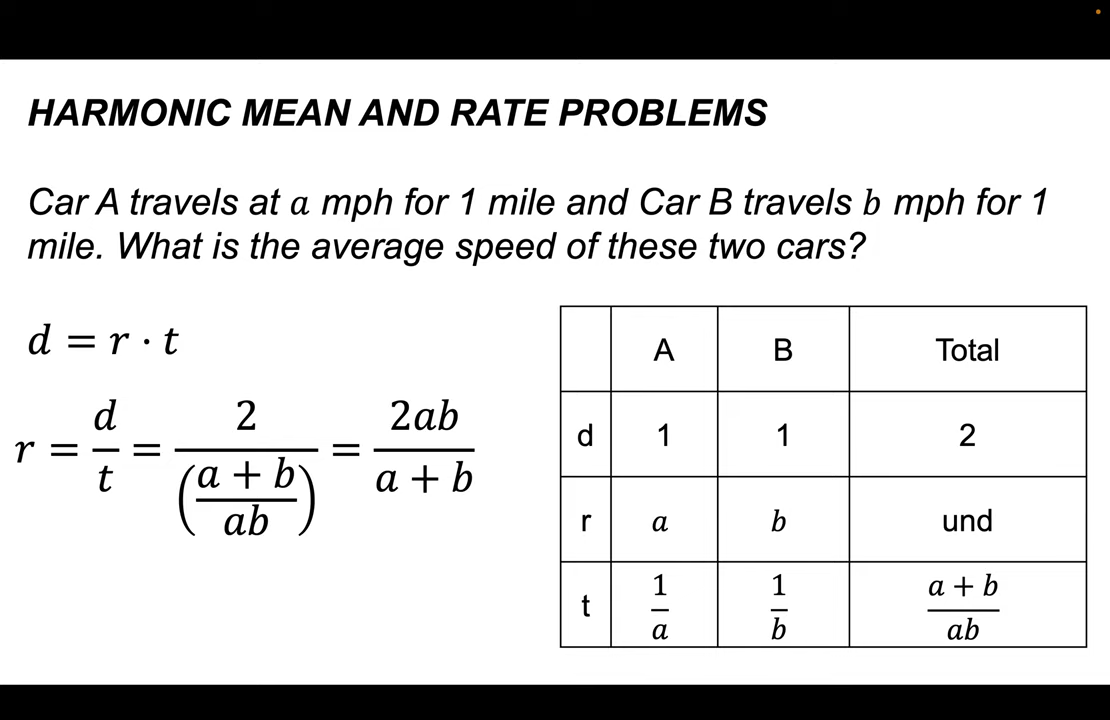 HARMONIC MEAN AND RATE PROBLEMS
Car A travels at a mph for 1 mile and Car B travels b mph for 1
mile. What is the average speed of these two cars?
d = r · t
r = d/t = 2/((a + b)/ab) = 2ab/(a + b)
A B Total
d 1 1 2
r a b und
t 1/a 1/b (a + b)/ab